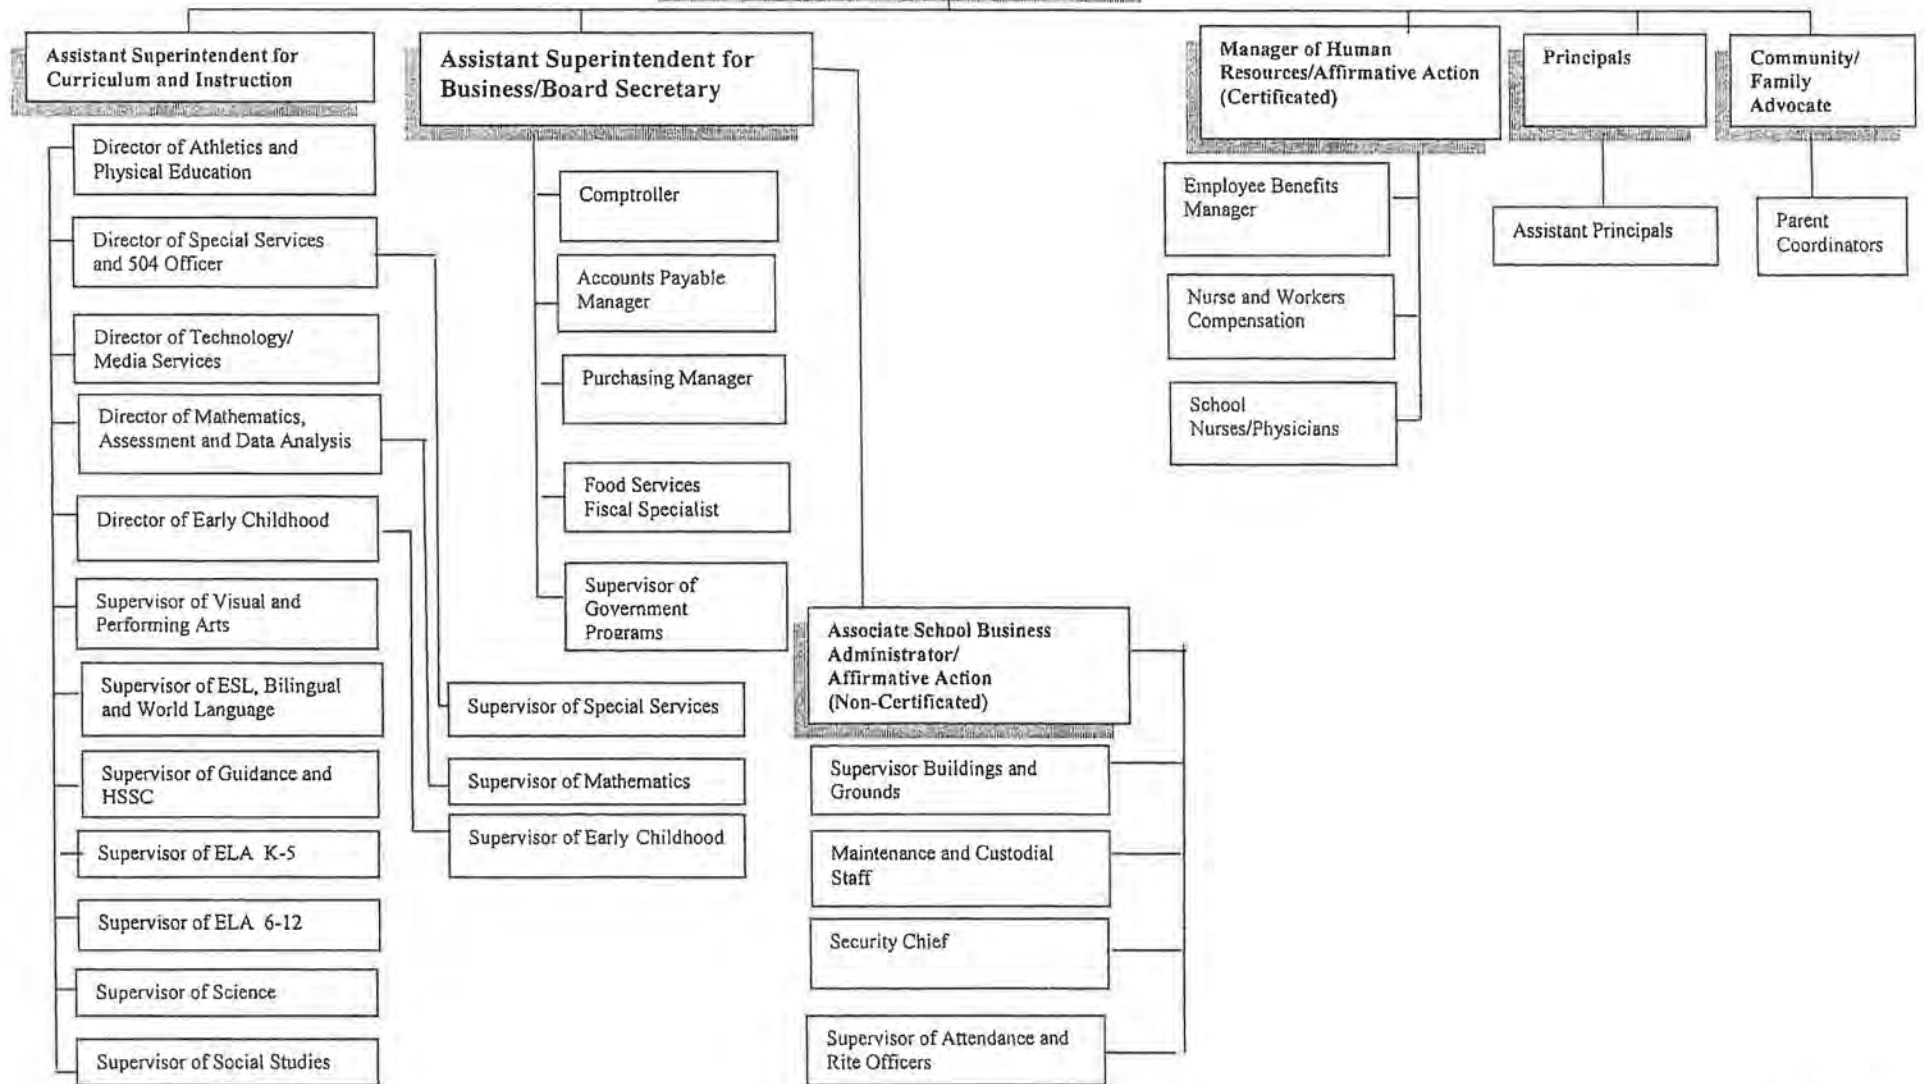 Assistant Superintendent for
Curriculum and Instruction
Director of Athletics and
Physical Education
Director of Special Services
and 504 Officer
Director of Technology/
Media Services
Director of Mathematics,
Assessment and Data Analysis
Director of Early Childhood
Supervisor of Visual and
Performing Arts
Supervisor of ESL, Bilingual
and World Language
Supervisor of Guidance and
HSSC
Supervisor of ELA K-5
Supervisor of ELA 6-12
Supervisor of Science
Supervisor of Social Studies
Supervisor of Special Services
Supervisor of Mathematics
Supervisor of Early Childhood
Assistant Superintendent for
Business/Board Secretary
Comptroller
Accounts Payable
Manager
Purchasing Manager
Food Services
Fiscal Specialist
Supervisor of
Government
Programs
Associate School Business
Administrator/
Affirmative Action
(Non-Certificated)
Supervisor Buildings and
Grounds
Maintenance and Custodial
Staff
Security Chief
Supervisor of Attendance and
Rite Officers
Manager of Human
Resources/Affirmative Action
(Certificated)
Employee Benefits
Manager
Nurse and Workers
Compensation
School
Nurses/Physicians
Principals
Assistant Principals
Community/
Family
Advocate
Parent
Coordinators